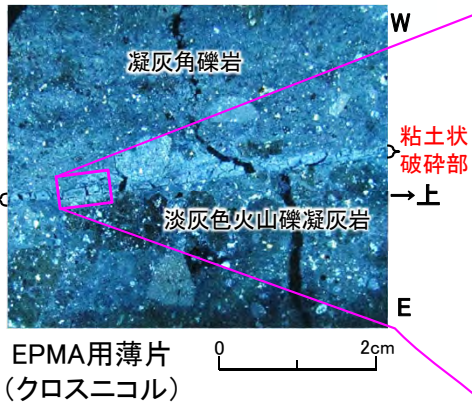 W
凝灰角礫岩
粘土状
破砕部
→上
淡灰色火山礫凝灰岩
E
EPMA用薄片
(クロスニコル)
0 2cm